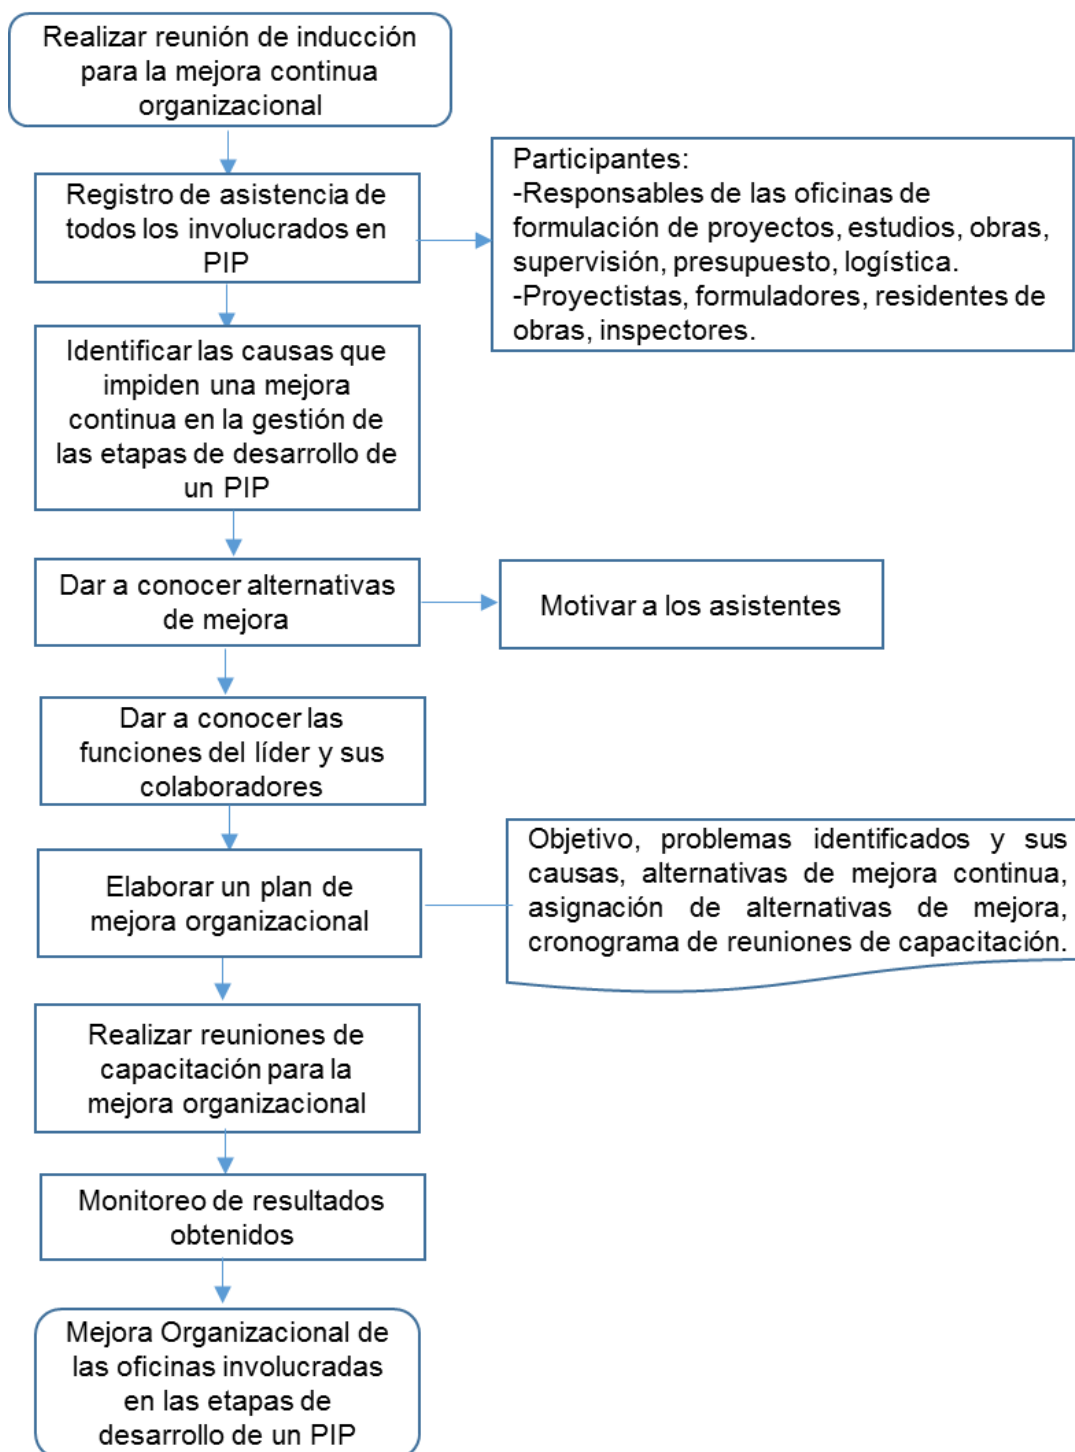 Realizar reunión de inducción
para la mejora continua
organizacional
Registro de asistencia de
todos los involucrados en
PIP
Participantes:
-Responsables de las oficinas de
formulación de proyectos, estudios, obras,
supervisión, presupuesto, logística.
-Proyectistas, formuladores, residentes de
obras, inspectores.
Identificar las causas que
impiden una mejora
continua en la gestión de
las etapas de desarrollo de
un PIP
Dar a conocer alternativas
de mejora
Motivar a los asistentes
Dar a conocer las
funciones del líder y sus
colaboradores
Elaborar un plan de
mejora organizacional
Objetivo, problemas identificados y sus
causas, alternativas de mejora continua,
asignación de alternativas de mejora,
cronograma de reuniones de capacitación.
Realizar reuniones de
capacitación para la
mejora organizacional
Monitoreo de resultados
obtenidos
Mejora Organizacional de
las oficinas involucradas
en las etapas de
desarrollo de un PIP